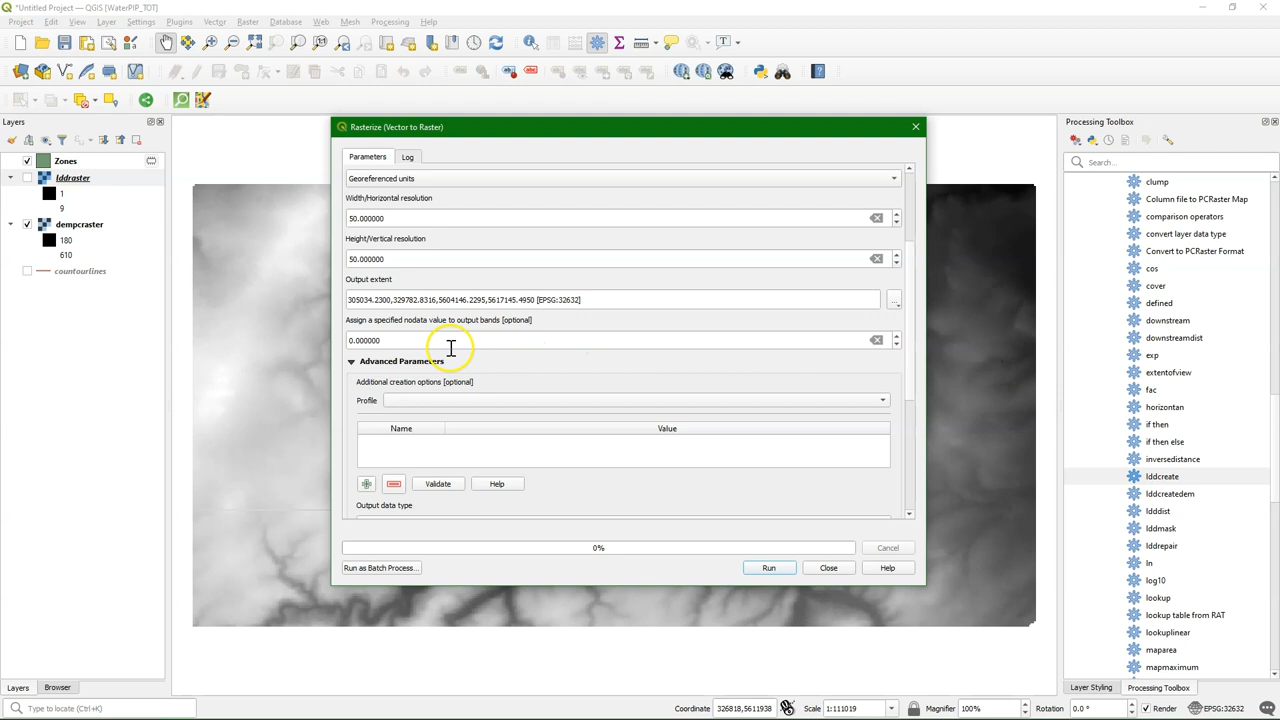 *Untitled Project — QGIS [WaterPIP_TOT]
Project Edit View Layer Settings Plugins Vector Raster Database Web Mesh Processing Help
Layers
Zones
lddraster
1
9
dempcraster
180
610
countourlines
Layers Browser
Rasterize (Vector to Raster)
Parameters Log
Georeferenced units
Width/Horizontal resolution
50.000000
Height/Vertical resolution
50.000000
Output extent
305034.2300,329782.8316,5604146.2295,5617145.4950 [EPSG:32632]
...
Assign a specified nodata value to output bands [optional]
0.000000
Advanced Parameters
Additional creation options [optional]
Profile
Name Value
Validate Help
Output data type
0% Cancel
Run as Batch Process... Run Close Help
Processing Toolbox
Search...
clump
Column file to PCRaster Map
comparison operators
convert layer data type
Convert to PCRaster Format
cos
cover
defined
downstream
downstreamdist
exp
extentofview
fac
horizontan
if then
if then else
inversedistance
lddcreate
lddcreatedem
ldddist
lddmask
lddrepair
ln
log10
lookup
lookup table from RAT
lookuplinear
maparea
mapmaximum
Layer Styling Processing Toolbox
Type to locate (Ctrl+K) Coordinate 326818,5611938 Scale 1:111019 Magnifier 100% Rotation 0.0 ° Render EPSG:32632